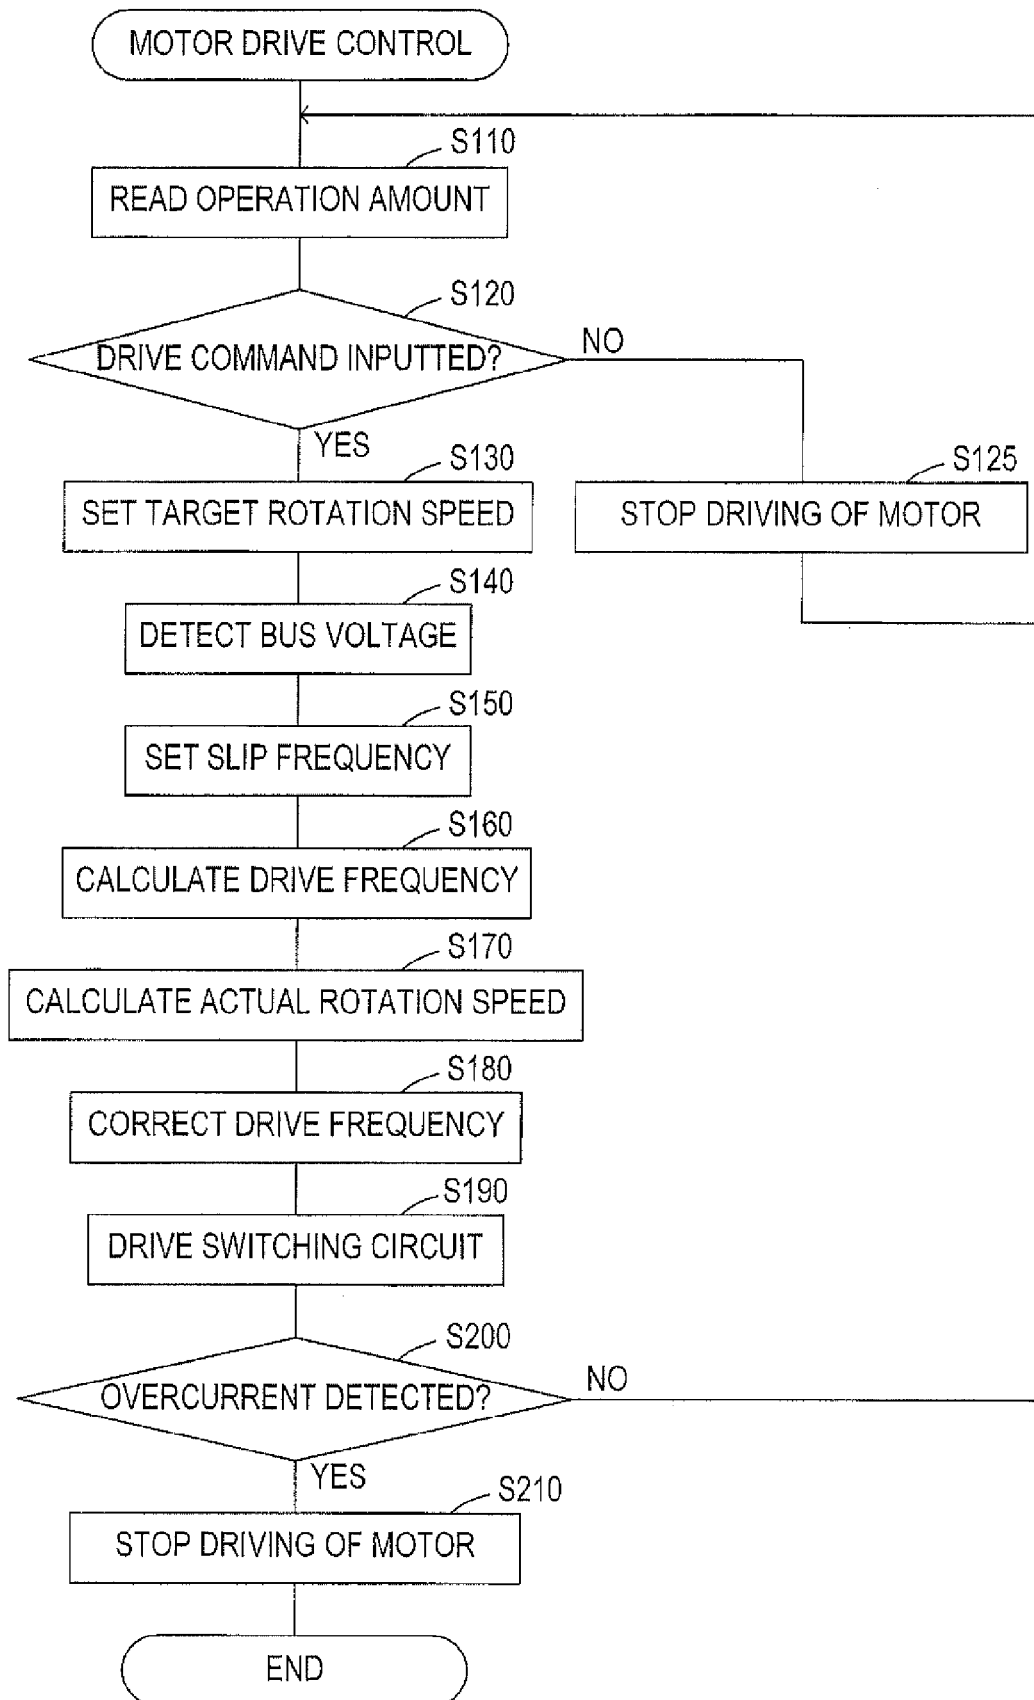 MOTOR DRIVE CONTROL
S110
READ OPERATION AMOUNT
S120
DRIVE COMMAND INPUTTED?
NO
YES
S130
SET TARGET ROTATION SPEED
S125
STOP DRIVING OF MOTOR
S140
DETECT BUS VOLTAGE
S150
SET SLIP FREQUENCY
S160
CALCULATE DRIVE FREQUENCY
S170
CALCULATE ACTUAL ROTATION SPEED
S180
CORRECT DRIVE FREQUENCY
S190
DRIVE SWITCHING CIRCUIT
S200
OVERCURRENT DETECTED?
NO
YES
S210
STOP DRIVING OF MOTOR
END